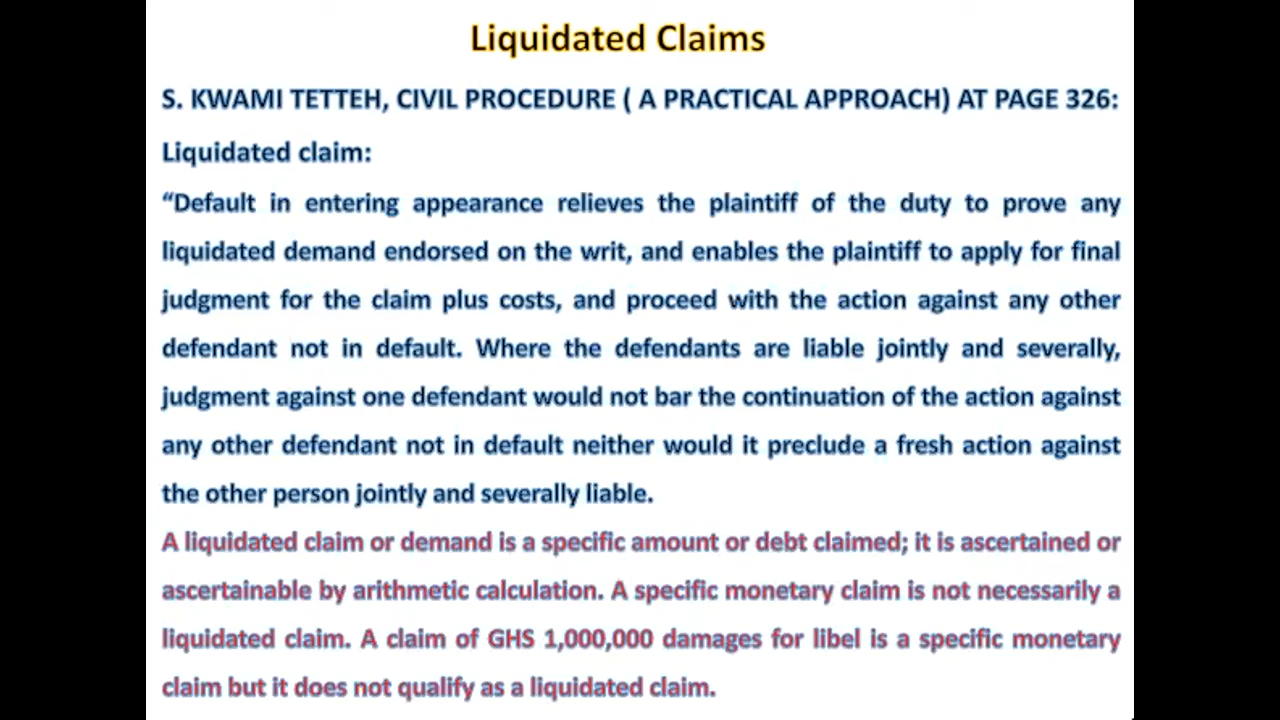 Liquidated Claims
S. KWAMI TETTEH, CIVIL PROCEDURE ( A PRACTICAL APPROACH) AT PAGE 326:
Liquidated claim:
“Default in entering appearance relieves the plaintiff of the duty to prove any
liquidated demand endorsed on the writ, and enables the plaintiff to apply for final
judgment for the claim plus costs, and proceed with the action against any other
defendant not in default. Where the defendants are liable jointly and severally,
judgment against one defendant would not bar the continuation of the action against
any other defendant not in default neither would it preclude a fresh action against
the other person jointly and severally liable.
A liquidated claim or demand is a specific amount or debt claimed; it is ascertained or
ascertainable by arithmetic calculation. A specific monetary claim is not necessarily a
liquidated claim. A claim of GHS 1,000,000 damages for libel is a specific monetary
claim but it does not qualify as a liquidated claim.